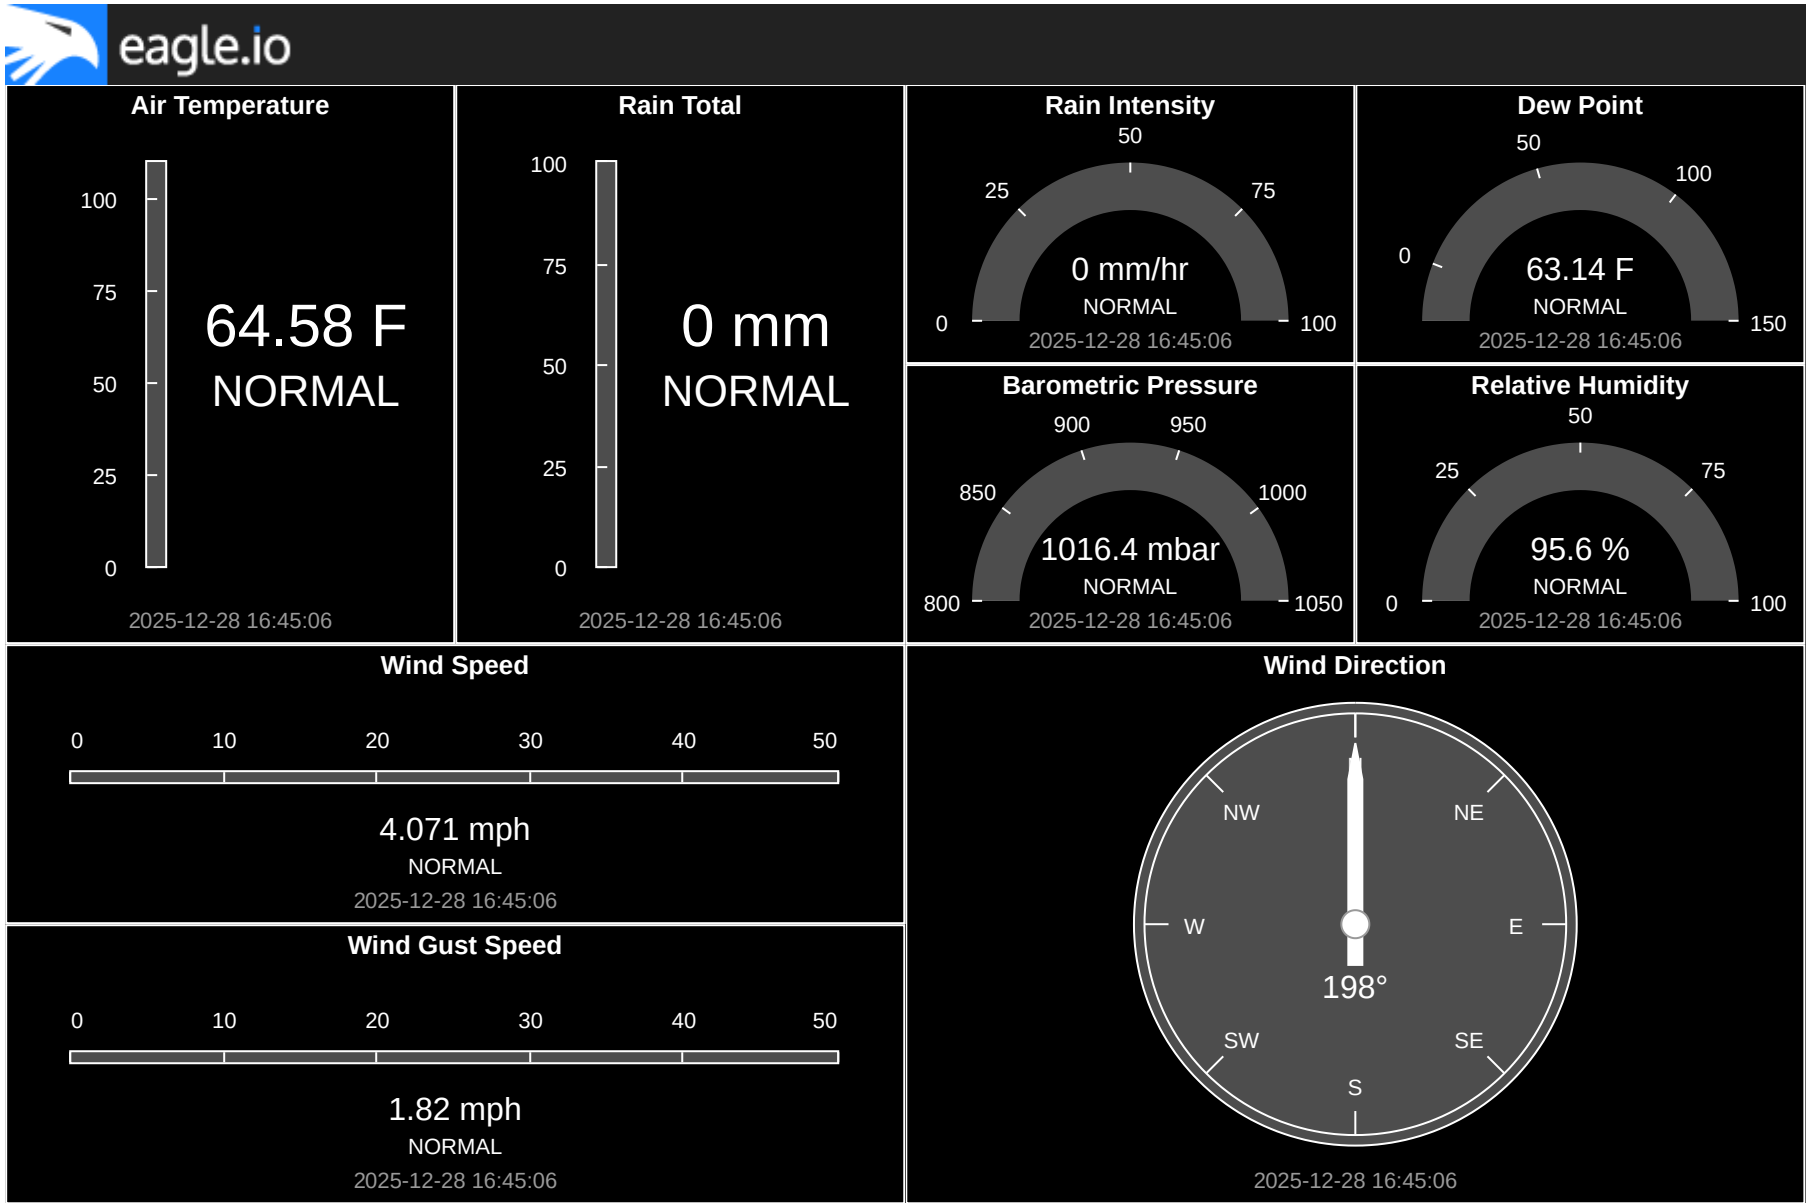 eagle.io
Air Temperature
100
75
50
25
0
64.58 F
NORMAL
2025-12-28 16:45:06
Rain Total
100
75
50
25
0
0 mm
NORMAL
2025-12-28 16:45:06
Rain Intensity
50
25
75
0
100
0 mm/hr
NORMAL
2025-12-28 16:45:06
Dew Point
50
100
0
150
63.14 F
NORMAL
2025-12-28 16:45:06
Barometric Pressure
900 950
850 1000
800 1050
1016.4 mbar
NORMAL
2025-12-28 16:45:06
Relative Humidity
50
25 75
0 100
95.6 %
NORMAL
2025-12-28 16:45:06
Wind Speed
0 10 20 30 40 50
4.071 mph
NORMAL
2025-12-28 16:45:06
Wind Gust Speed
0 10 20 30 40 50
1.82 mph
NORMAL
2025-12-28 16:45:06
Wind Direction
NW NE
W E
198°
SW SE
S
2025-12-28 16:45:06